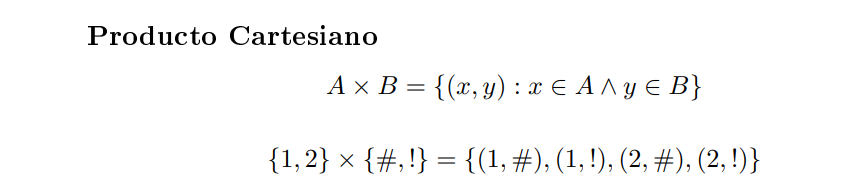 Producto Cartesiano
A × B = {(x, y) : x ∈ A ∧ y ∈ B}
{1, 2} × {#, !} = {(1, #), (1, !), (2, #), (2, !)}